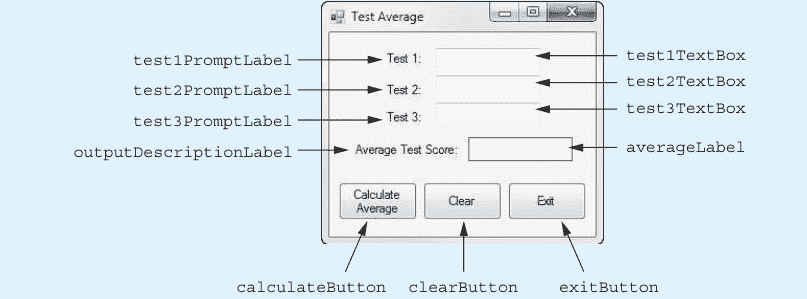 Test Average
test1PromptLabel
Test 1:
test1TextBox
test2PromptLabel
Test 2:
test2TextBox
test3PromptLabel
Test 3:
test3TextBox
outputDescriptionLabel
Average Test Score:
averageLabel
Calculate
Average
Clear
Exit
calculateButton
clearButton
exitButton